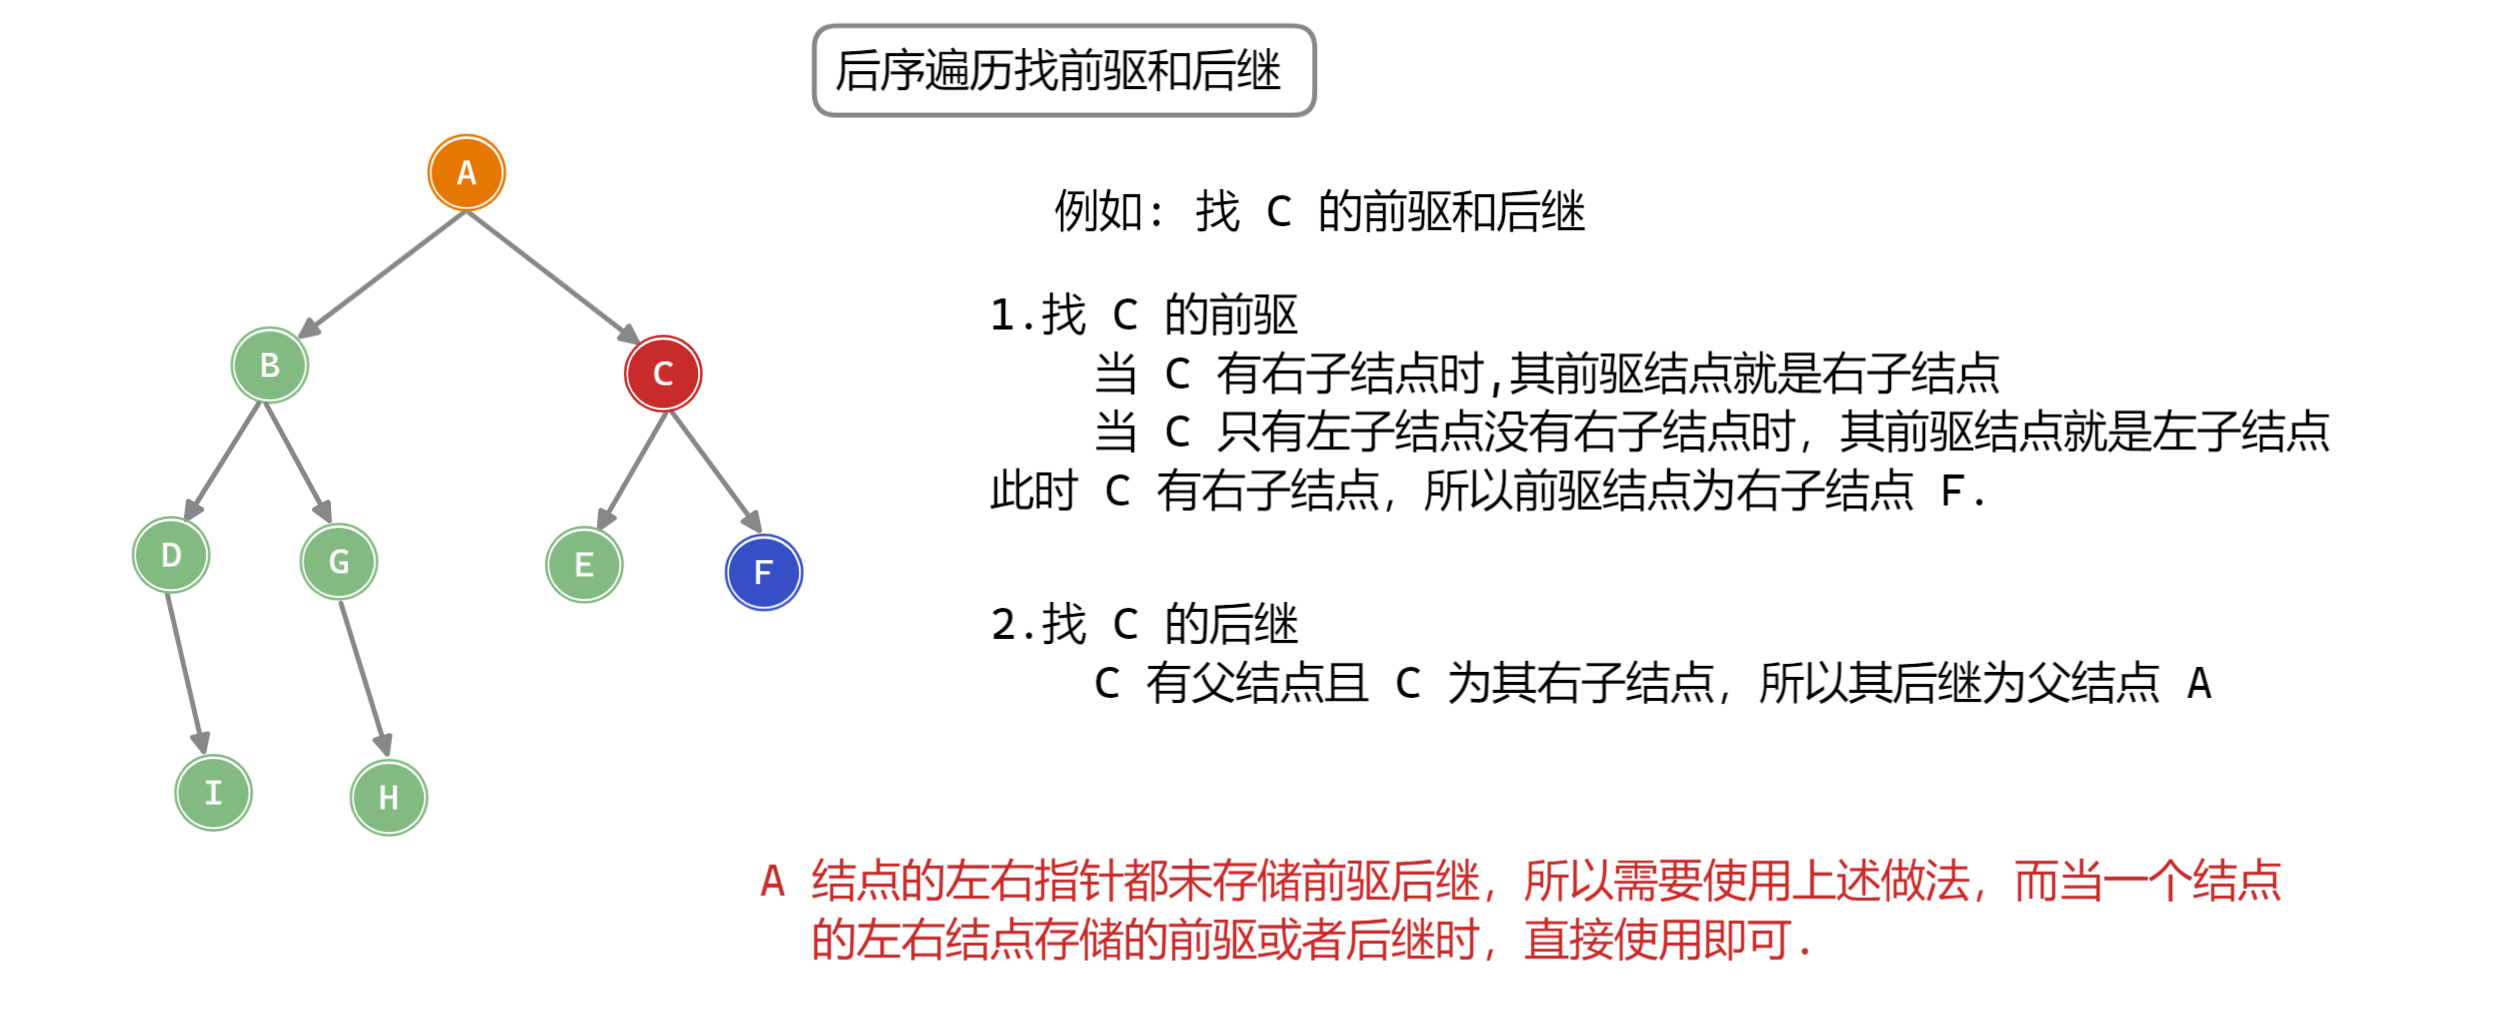 后序遍历找前驱和后继
A
例如: 找 C 的前驱和后继
1.找 C 的前驱
B
C
当 C 有右子结点时,其前驱结点就是右子结点
当 C 只有左子结点没有右子结点时, 其前驱结点就是左子结点
此时 C 有右子结点, 所以前驱结点为右子结点 F.
D
G
E
F
2.找 C 的后继
C 有父结点且 C 为其右子结点, 所以其后继为父结点 A
I
H
A 结点的左右指针都未存储前驱后继, 所以需要使用上述做法, 而当一个结点
的左右结点存储的前驱或者后继时, 直接使用即可.